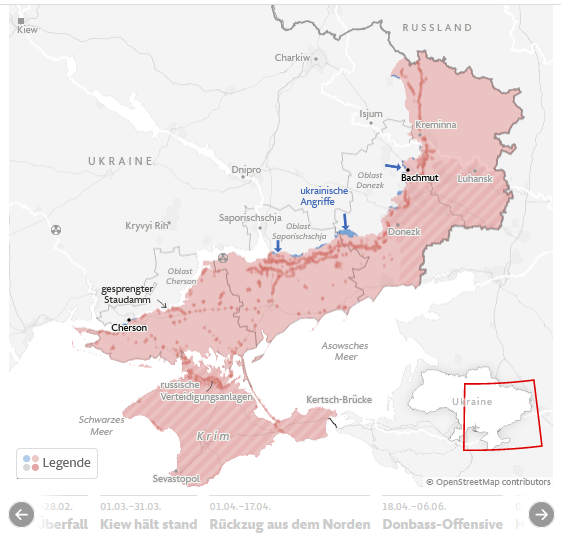 Kiew
RUSSLAND
Charkiw
Isjum
Kreminna
UKRAINE
Dnipro
Oblast
Donezk
Bachmut
Luhansk
ukrainische
Angriffe
Saporischschja
Kryvyi Rih
Oblast
Saporischschja
Donezk
Oblast
Cherson
gesprengter
Staudamm
Cherson
Asowsches
Meer
russische
Verteidigungsanlagen
Kertsch-Brücke
Ukraine
Schwarzes
Meer
Krim
Legende
Sevastopol
© OpenStreetMap contributors
28.02.
01.03.–31.03.
01.04.–17.04.
18.04.–06.06.
Überfall
Kiew hält stand
Rückzug aus dem Norden
Donbass-Offensive